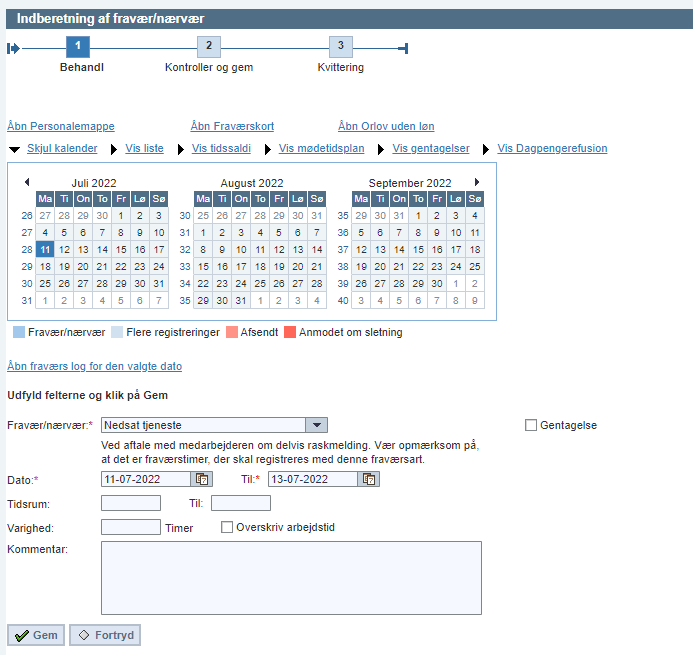 Indberetning af fravær/nærvær
1 2 3
Behandl Kontroller og gem Kvittering
Åbn Personalemappe Åbn Fraværskort Åbn Orlov uden løn
Skjul kalender Vis liste Vis tidssaldi Vis mødetidsplan Vis gentagelser Vis Dagpengerefusion
Juli 2022 August 2022 September 2022
Ma Ti On To Fr Lø Sø Ma Ti On To Fr Lø Sø Ma Ti On To Fr Lø Sø
26 27 28 29 30 1 2 3 30 25 26 27 28 29 30 31 35 29 30 31 1 2 3 4
27 4 5 6 7 8 9 10 31 1 2 3 4 5 6 7 36 5 6 7 8 9 10 11
28 11 12 13 14 15 16 17 32 8 9 10 11 12 13 14 37 12 13 14 15 16 17 18
29 18 19 20 21 22 23 24 33 15 16 17 18 19 20 21 38 19 20 21 22 23 24 25
30 25 26 27 28 29 30 31 34 22 23 24 25 26 27 28 39 26 27 28 29 30 1 2
31 1 2 3 4 5 6 7 35 29 30 31 1 2 3 4 40 3 4 5 6 7 8 9
Fravær/nærvær Flere registreringer Afsendt Anmodet om sletning
Åbn fraværs log for den valgte dato
Udfyld felterne og klik på Gem
Fravær/nærvær:* Nedsat tjeneste Gentagelse
Ved aftale med medarbejderen om delvis raskmelding. Vær opmærksom på,
at det er fraværstimer, der skal registreres med denne fraværsart.
Dato:* 11-07-2022 Til:* 13-07-2022
Tidsrum: Til:
Varighed: Timer Overskriv arbejdstid
Kommentar:
Gem Fortryd